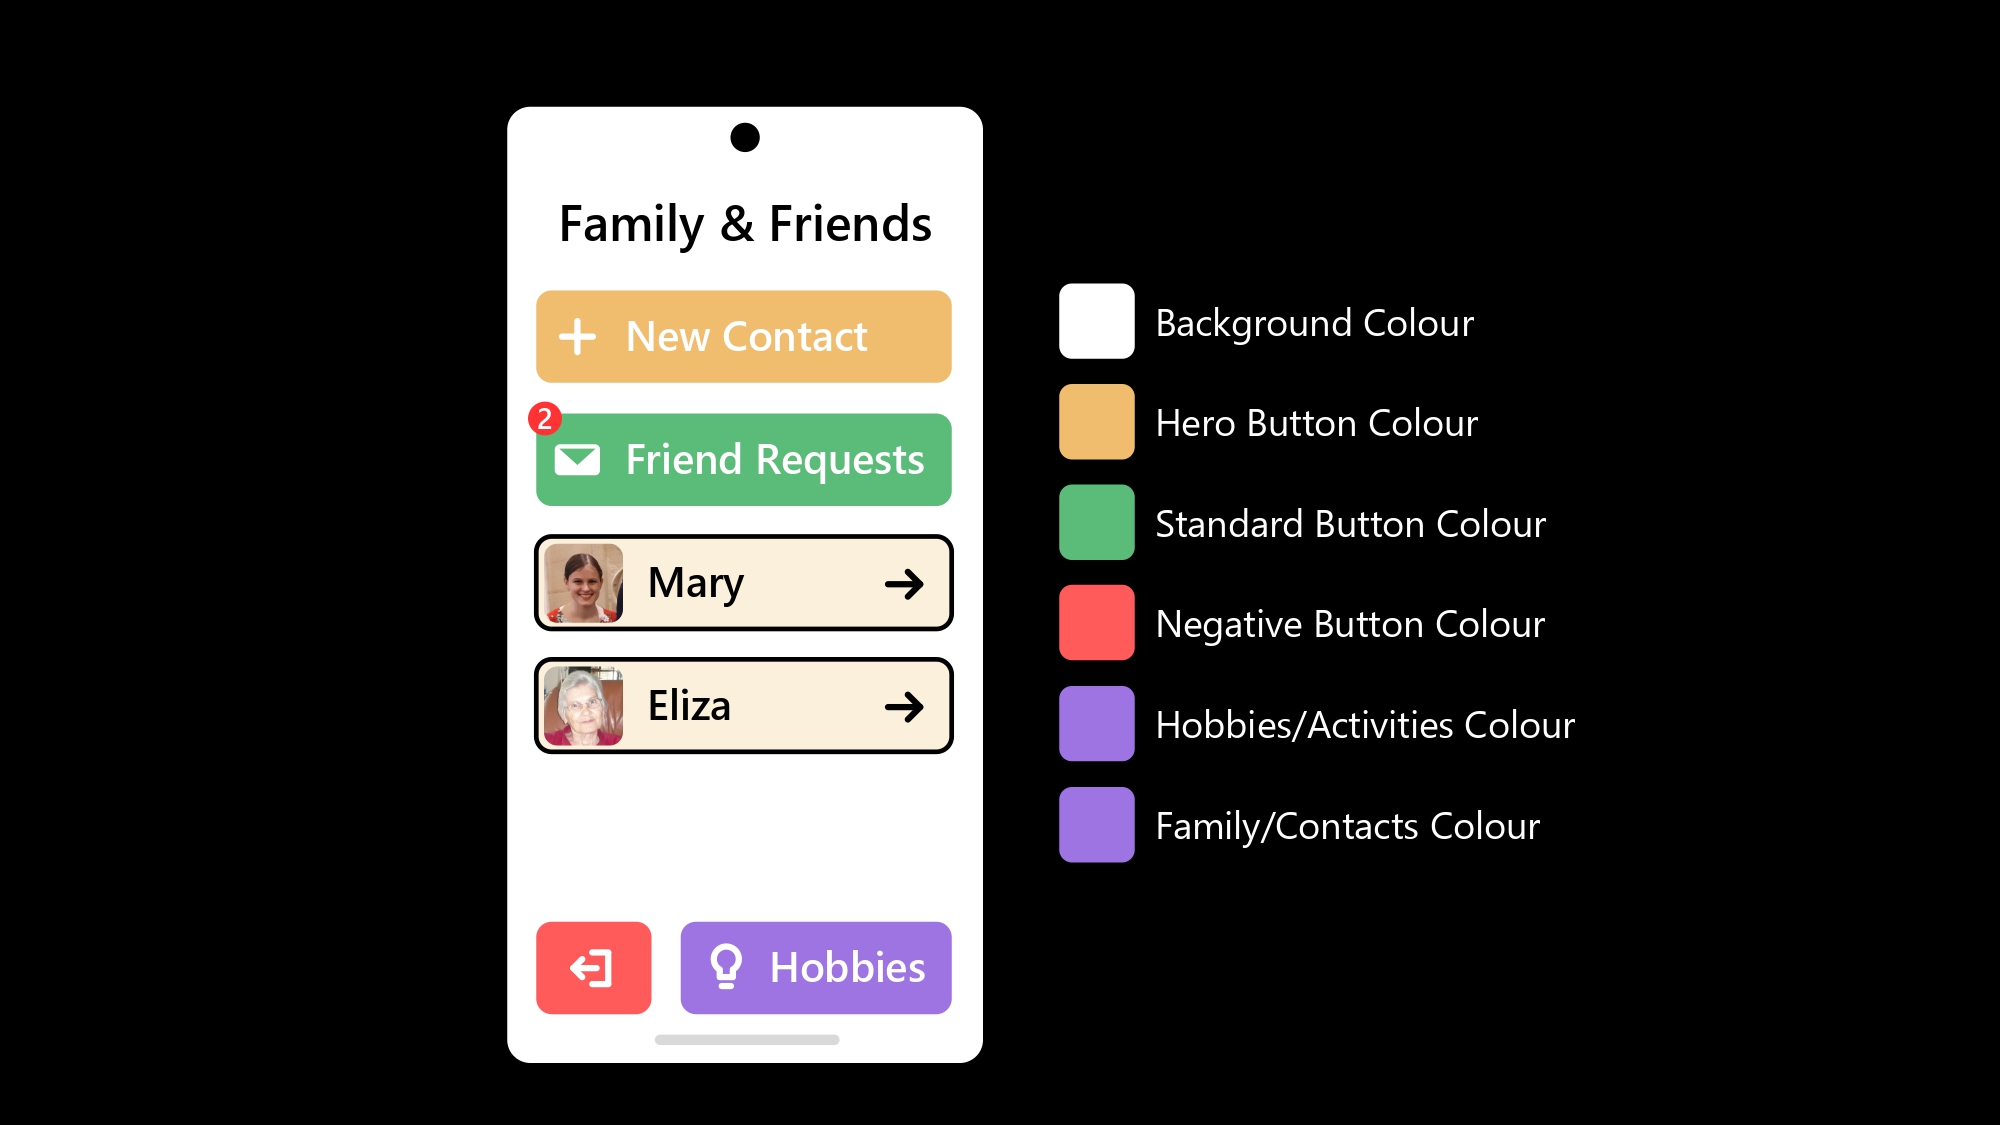 Family & Friends
New Contact
2
Friend Requests
Mary
Eliza
Hobbies
Background Colour
Hero Button Colour
Standard Button Colour
Negative Button Colour
Hobbies/Activities Colour
Family/Contacts Colour